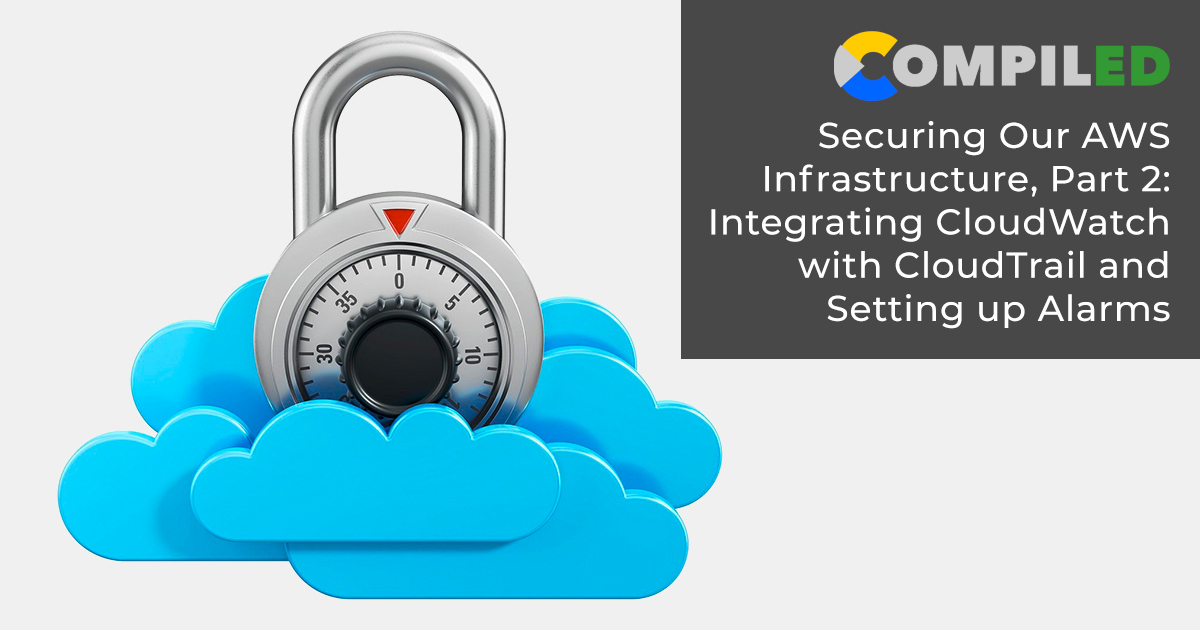 COMPILED
Securing Our AWS
Infrastructure, Part 2:
Integrating CloudWatch
with CloudTrail and
Setting up Alarms
0
35
5
30
10